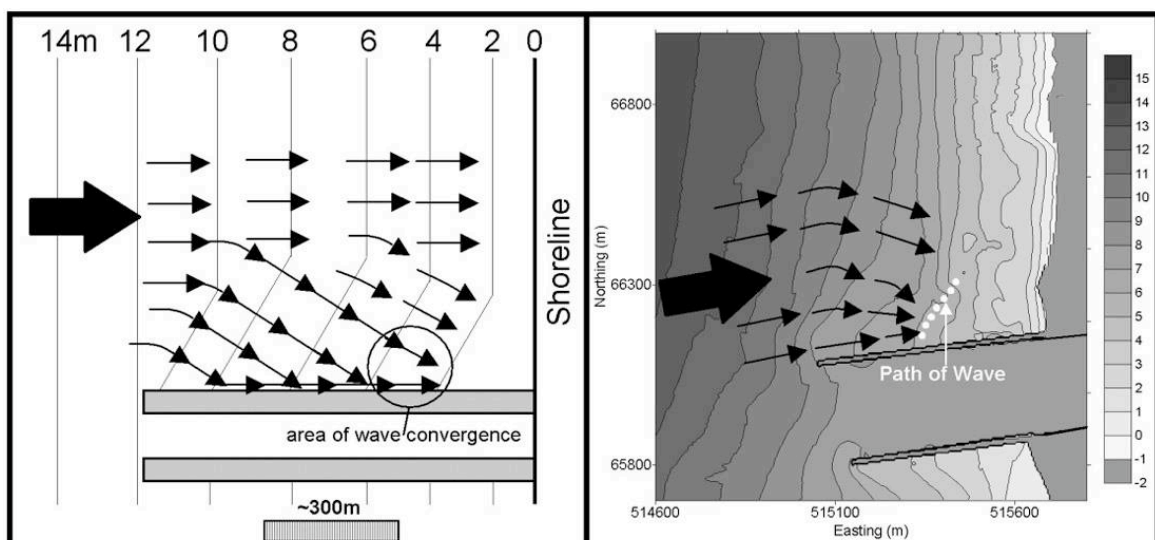 14m 12 10 8 6 4 2 0
Shoreline
area of wave convergence
~300m
66800
66300
65800
Northing (m)
514600 515100 515600
Easting (m)
Path of Wave
15
14
13
12
11
10
9
8
7
6
5
4
3
2
1
0
-1
-2